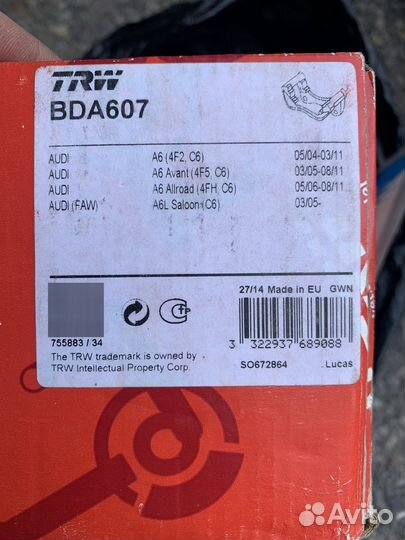 TRW
BDA607
AUDI A6 (4F2, C6) 05/04-03/11
AUDI A6 Avant (4F5, C6) 03/05-08/11
AUDI A6 Allroad (4FH, C6) 05/06-08/11
AUDI (FAW) A6L Saloon (C6) 03/05-
27/14 Made in EU GWN
755883 / 34
3 322937 689088
The TRW trademark is owned by
TRW Intellectual Property Corp.
SO672864 Lucas
Avito